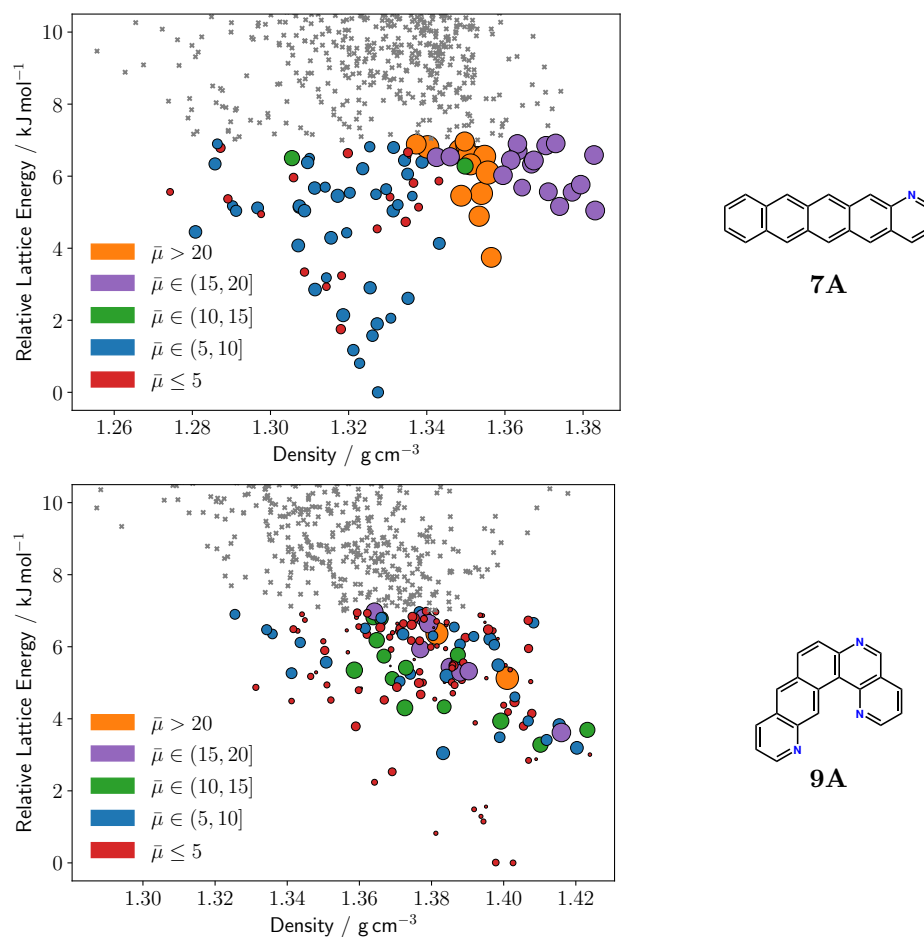 10
8
6
4
2
0
Relative Lattice Energy / kJ mol⁻¹
μ̄ > 20
μ̄ ∈ (15, 20]
μ̄ ∈ (10, 15]
μ̄ ∈ (5, 10]
μ̄ ≤ 5
1.26 1.28 1.30 1.32 1.34 1.36 1.38
Density / g cm⁻³
N
7A
10
8
6
4
2
0
Relative Lattice Energy / kJ mol⁻¹
μ̄ > 20
μ̄ ∈ (15, 20]
μ̄ ∈ (10, 15]
μ̄ ∈ (5, 10]
μ̄ ≤ 5
1.30 1.32 1.34 1.36 1.38 1.40 1.42
Density / g cm⁻³
N
N
N
9A